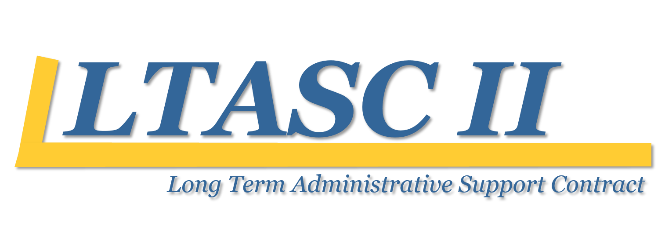 LTASC II
Long Term Administrative Support Contract